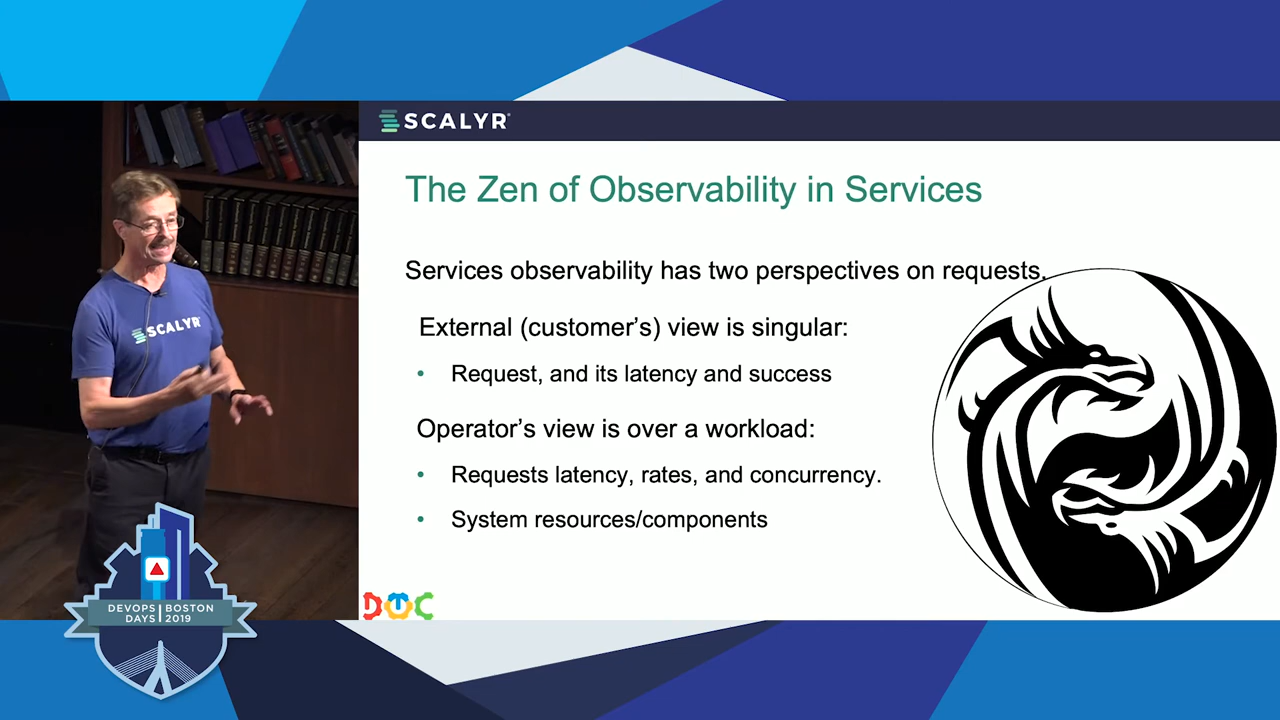 SCALYR
The Zen of Observability in Services
Services observability has two perspectives on requests.
External (customer's) view is singular:
• Request, and its latency and success
Operator's view is over a workload:
• Requests latency, rates, and concurrency.
• System resources/components
SCALYR
DEVOPS BOSTON
DAYS 2019